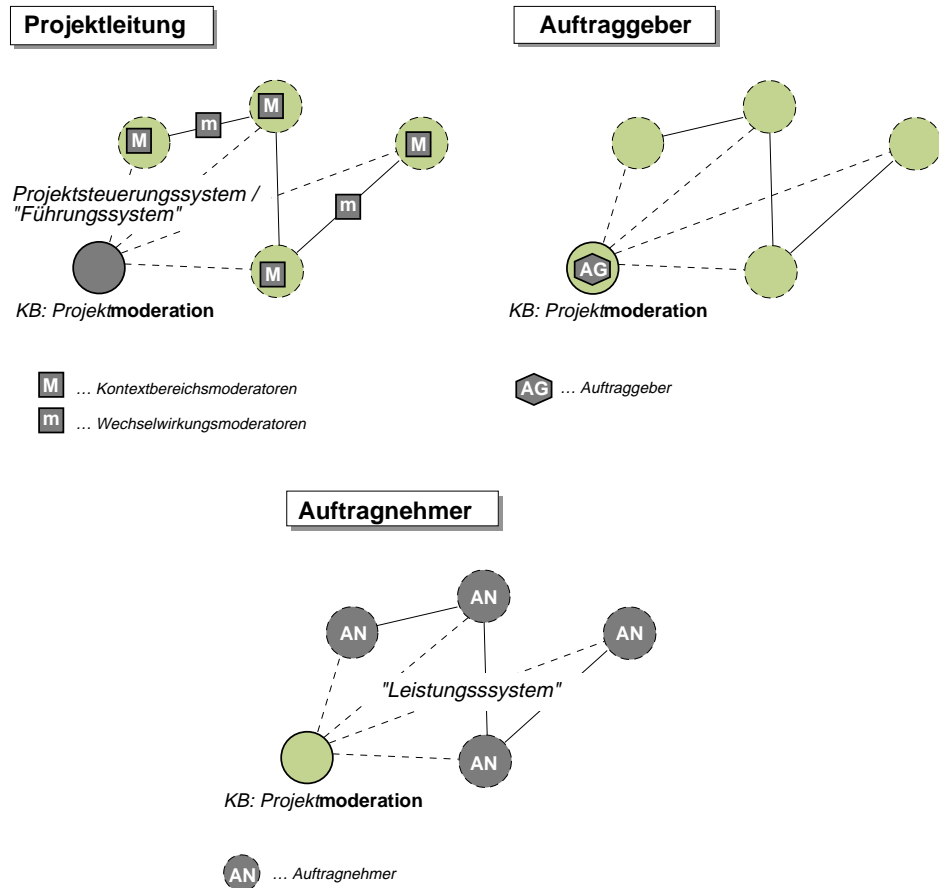 Projektleitung
M
m
M
M
Projektsteuerungssystem /
"Führungssystem"
m
M
KB: Projektmoderation
M … Kontextbereichsmoderatoren
m … Wechselwirkungsmoderatoren
Auftraggeber
AG
KB: Projektmoderation
AG … Auftraggeber
Auftragnehmer
AN
AN
AN
"Leistungsssystem"
AN
KB: Projektmoderation
AN … Auftragnehmer